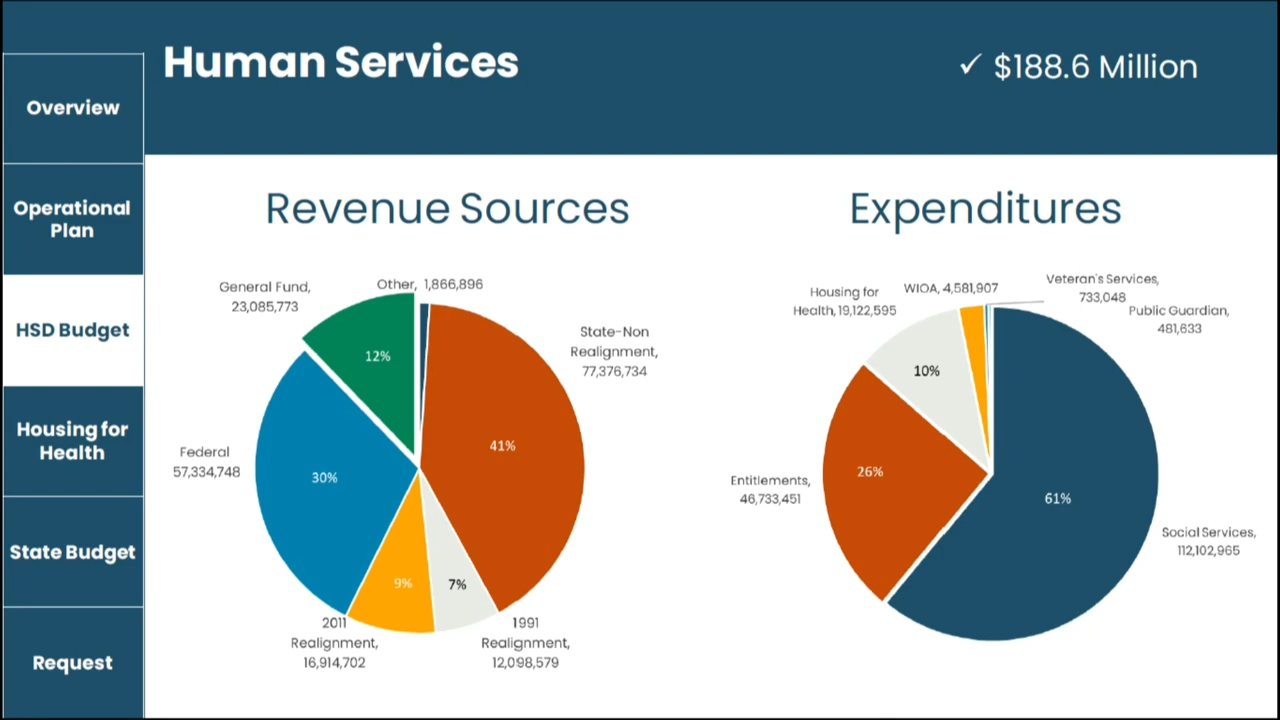 Human Services
✓ $188.6 Million
Overview
Operational
Plan
HSD Budget
Housing for
Health
State Budget
Request
Revenue Sources
General Fund,
23,085,773
Other, 1,866,896
State-Non
Realignment,
77,376,734
12%
41%
Federal
57,334,748
30%
9%
7%
2011
Realignment,
16,914,702
1991
Realignment,
12,098,579
Expenditures
Housing for
Health, 19,122,595
WIOA, 4,581,907
Veteran's Services,
733,048
Public Guardian,
481,633
10%
26%
61%
Entitlements,
46,733,451
Social Services,
112,102,965